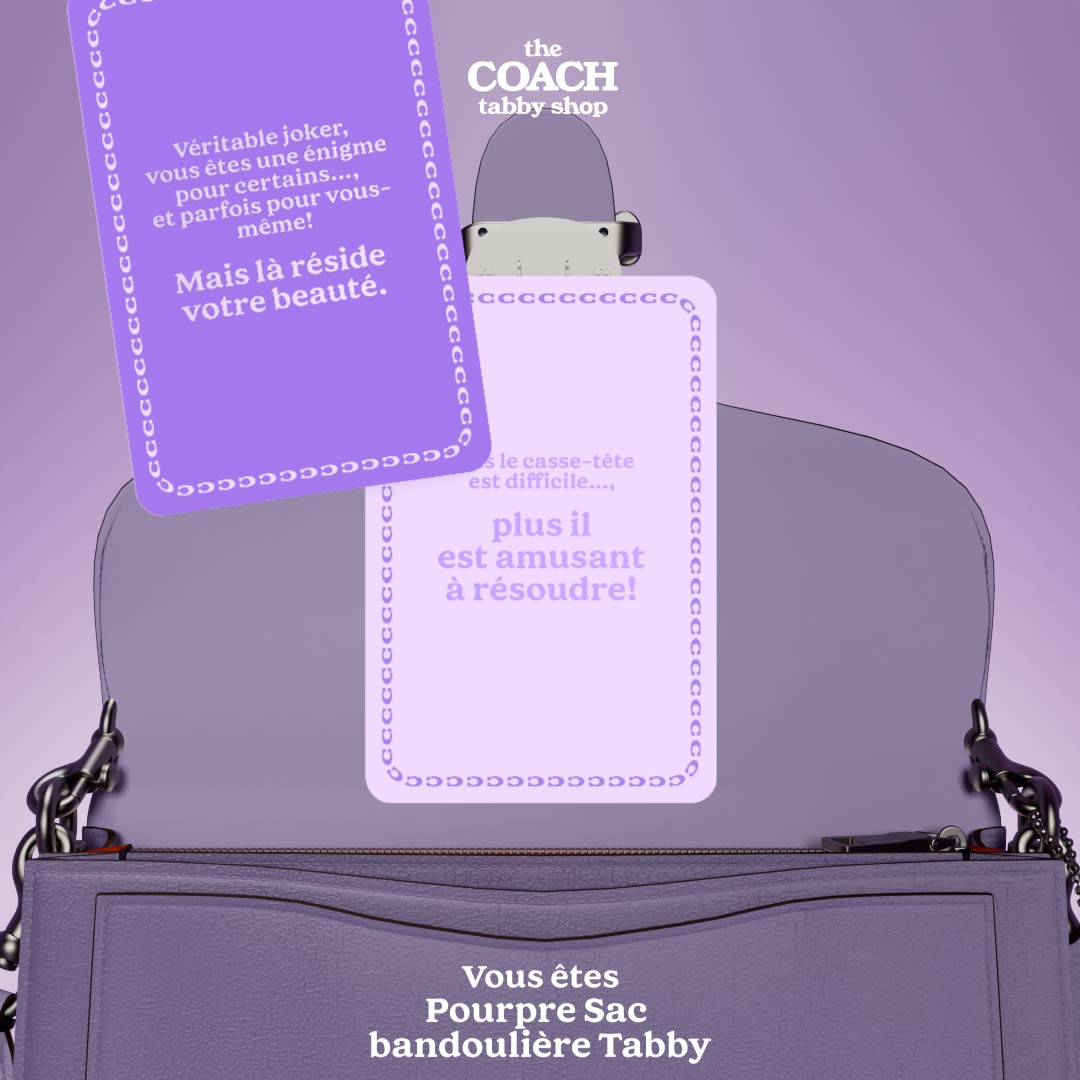 the
COACH
tabby shop
Véritable joker,
vous êtes une énigme
pour certains...,
et parfois pour vous-
même!
Mais là réside
votre beauté.
le casse-tête
est difficile...,
plus il
est amusant
à résoudre!
Vous êtes
Pourpre Sac
bandoulière Tabby